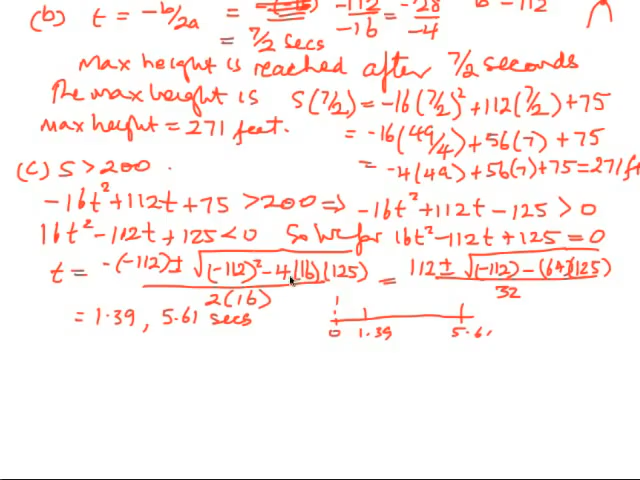 (b) t = -b/2a = -112/-16 = -28/-4 b = 112
= 7/2 secs
Max height is reached after 7/2 seconds
The max height is S(7/2) = -16(7/2)² + 112(7/2) + 75
max height = 271 feet. = -16(49/4) + 56(7) + 75
(c) S > 200. = -4(49) + 56(7) + 75 = 271 ft
-16t² + 112t + 75 > 200 ⇒ -16t² + 112t - 125 > 0
16t² - 112t + 125 < 0 So we for 16t² - 112t + 125 = 0
t = -(-112) ± √(-112)² - 4(16)(125) / 2(16) = 112 ± √(-112) - (64)(125) / 32
= 1.39, 5.61 secs
0 1.39 5.61